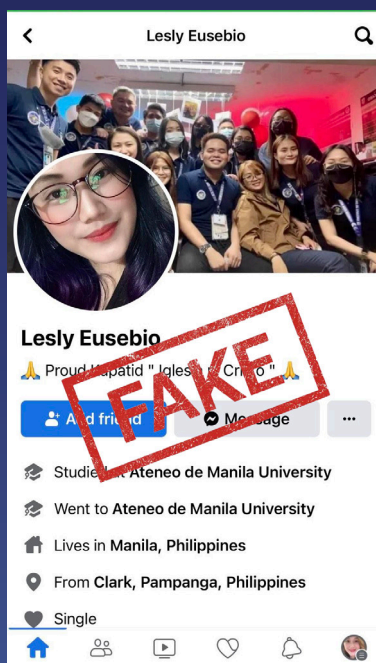 Lesly Eusebio
Lesly Eusebio
🙏 Proud Kapatid " Iglesia ni Cristo " 🙏
FAKE
Add friend
Message
Studied at Ateneo de Manila University
Went to Ateneo de Manila University
Lives in Manila, Philippines
From Clark, Pampanga, Philippines
Single